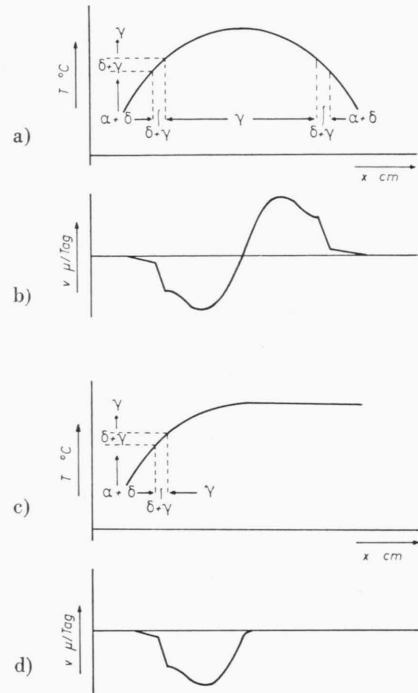 a)
T °C
γ
δ+γ
α + δ
δ+γ
γ
δ+γ
α+δ
x cm
b)
v µ/Tag
c)
T °C
γ
δ+γ
α + δ
δ+γ
γ
x cm
d)
v µ/Tag